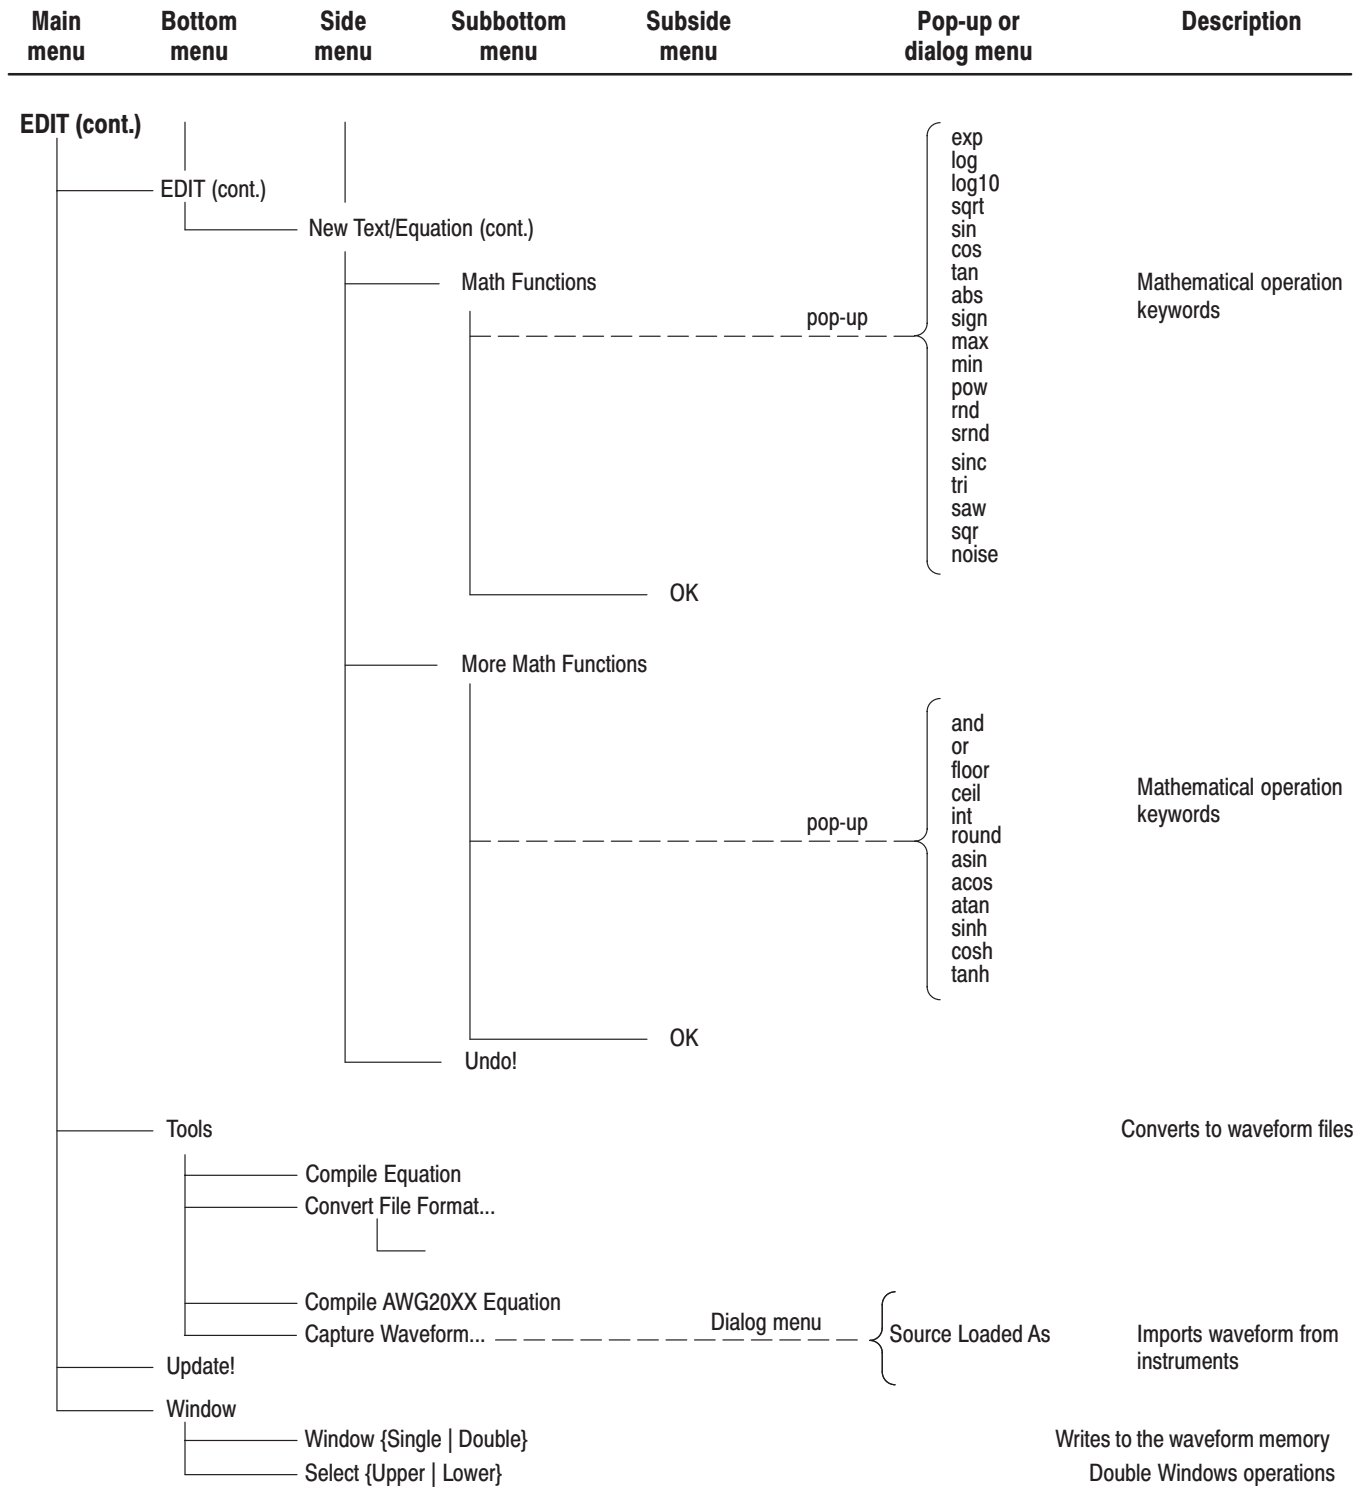 Main menu
Bottom menu
Side menu
Subbottom menu
Subside menu
Pop-up or dialog menu
Description
EDIT (cont.)
EDIT (cont.)
New Text/Equation (cont.)
Math Functions
pop-up
exp
log
log10
sqrt
sin
cos
tan
abs
sign
max
min
pow
rnd
srnd
sinc
tri
saw
sqr
noise
Mathematical operation
keywords
OK
More Math Functions
pop-up
and
or
floor
ceil
int
round
asin
acos
atan
sinh
cosh
tanh
Mathematical operation
keywords
OK
Undo!
Tools
Converts to waveform files
Compile Equation
Convert File Format...
Compile AWG20XX Equation
Capture Waveform...
Dialog menu
Source Loaded As
Imports waveform from
instruments
Update!
Window
Window {Single | Double}
Writes to the waveform memory
Select {Upper | Lower}
Double Windows operations